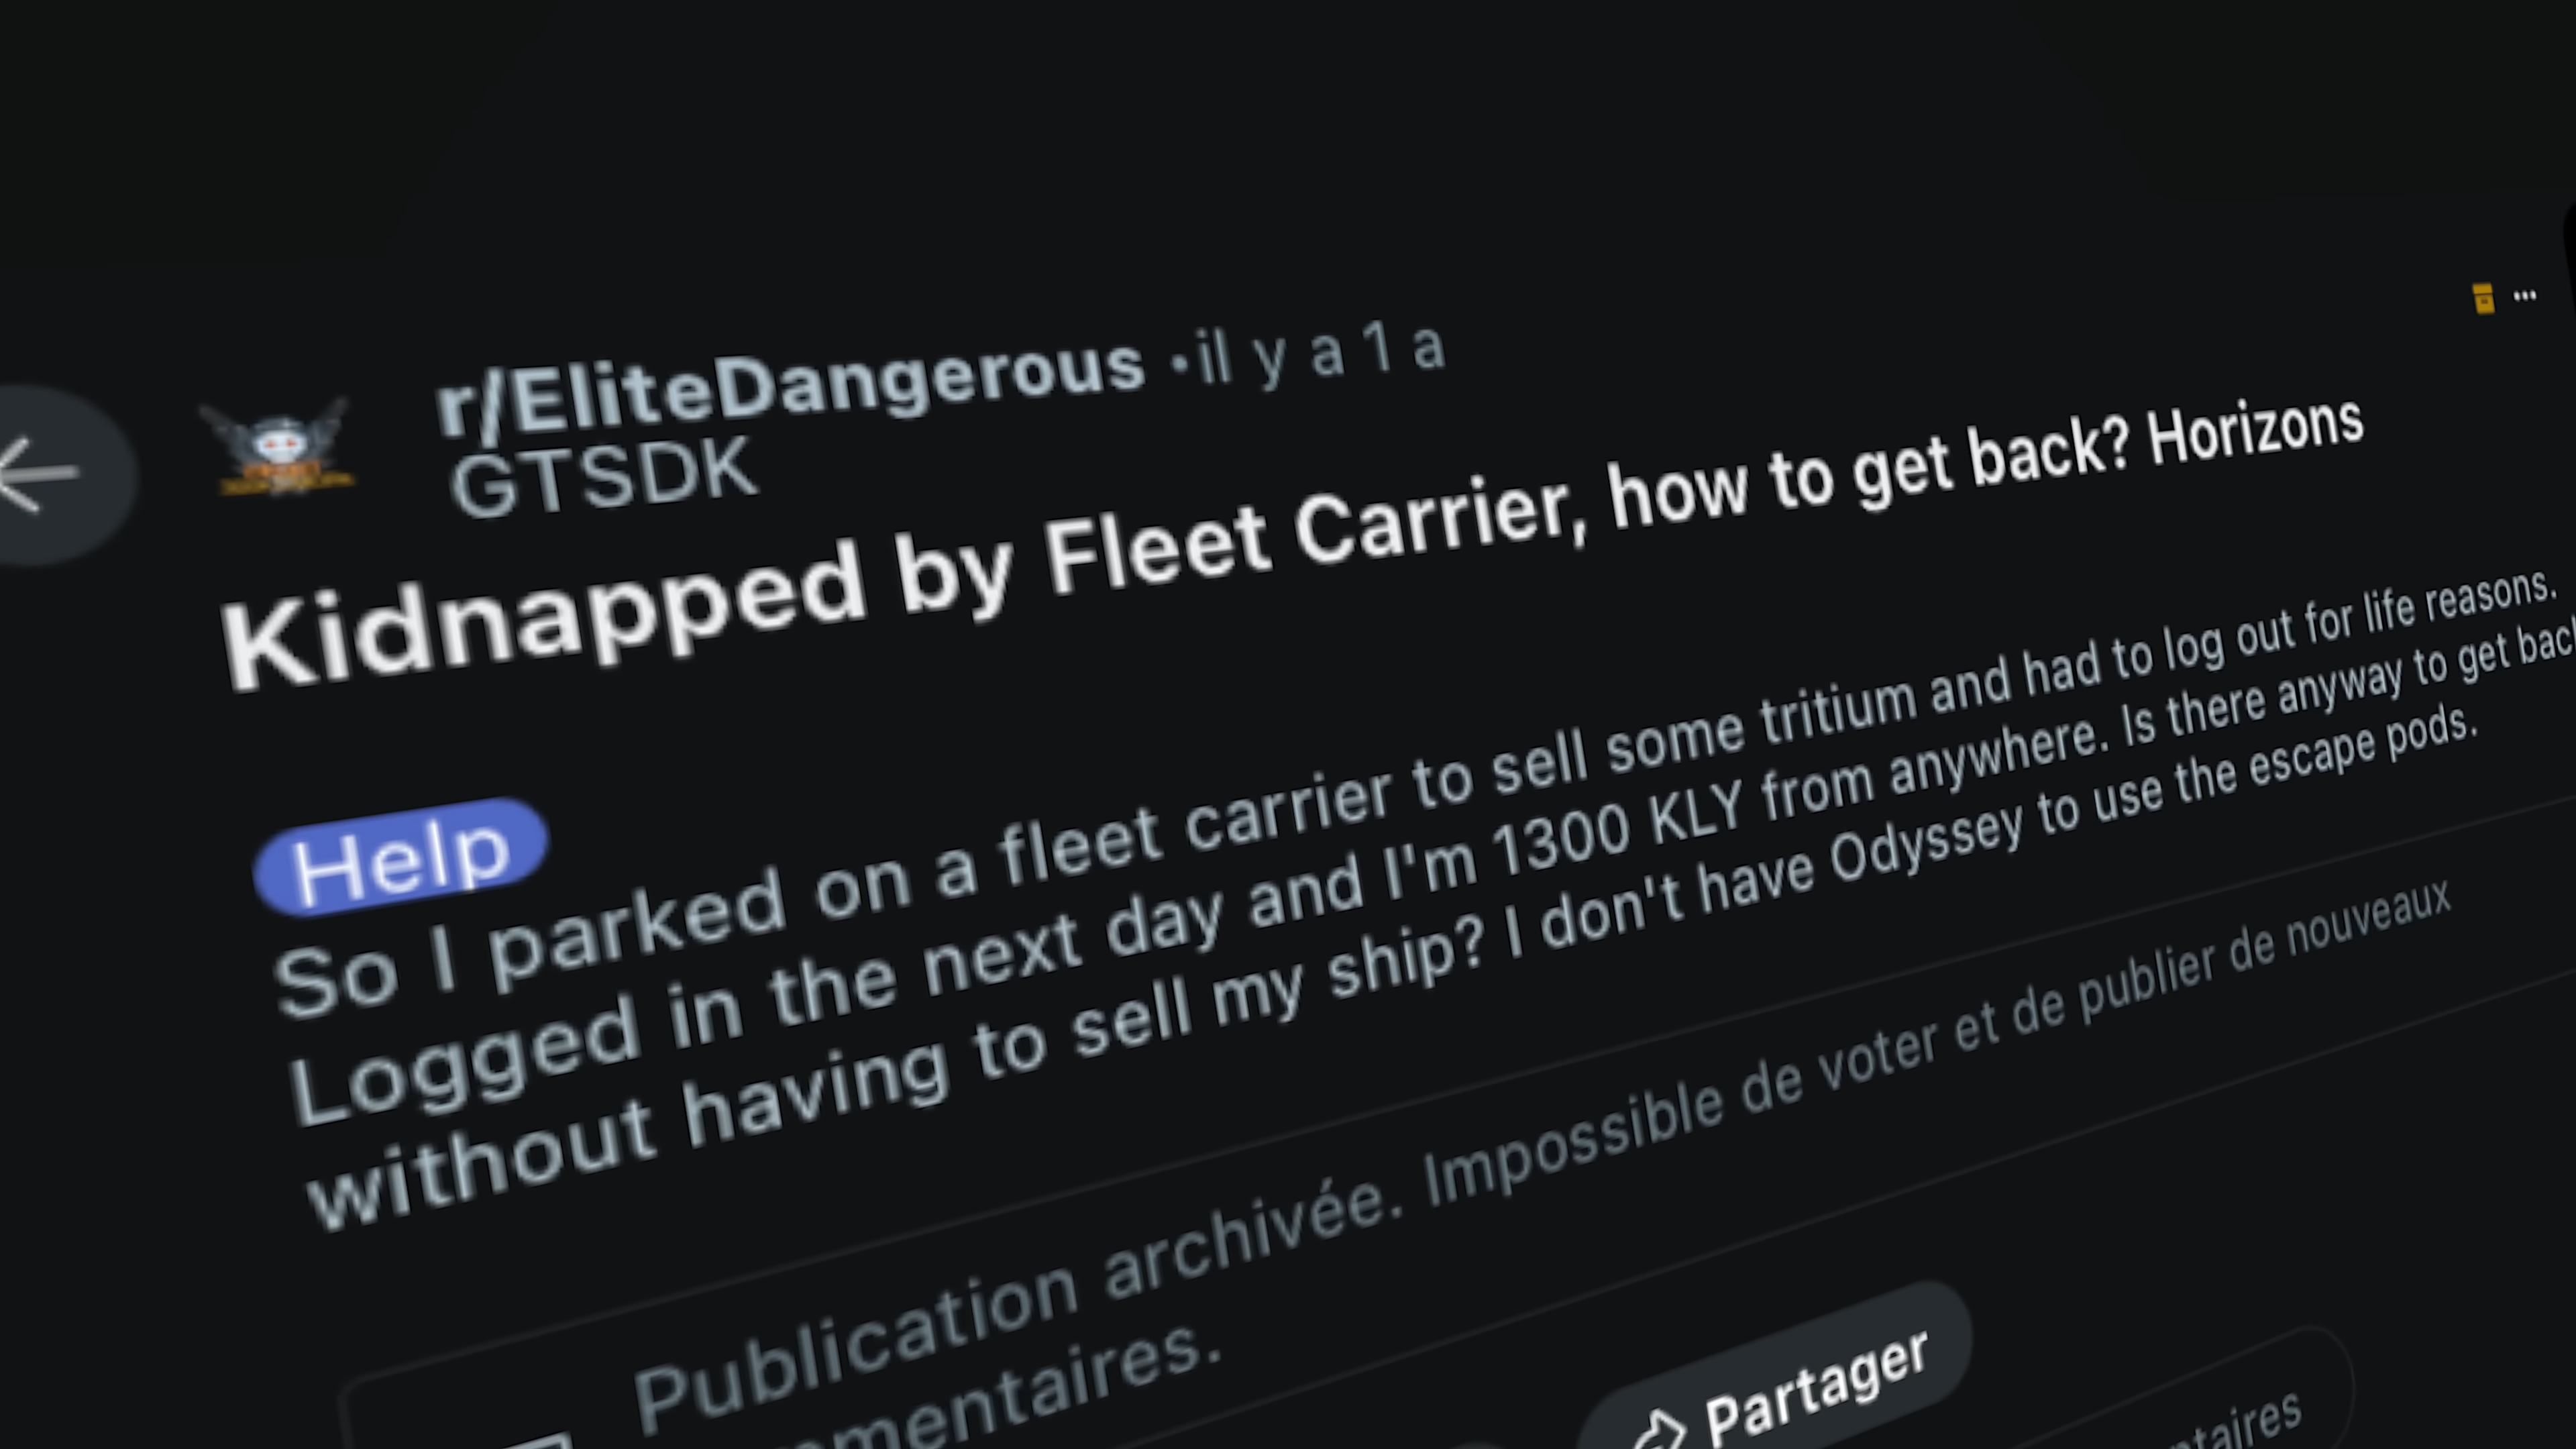 r/EliteDangerous • il y a 1 a
GTSDK
Kidnapped by Fleet Carrier, how to get back? Horizons
Help
So I parked on a fleet carrier to sell some tritium and had to log out for life reasons.
Logged in the next day and I'm 1300 KLY from anywhere. Is there anyway to get back
without having to sell my ship? I don't have Odyssey to use the escape pods.
Publication archivée. Impossible de voter et de publier de nouveaux
Partager